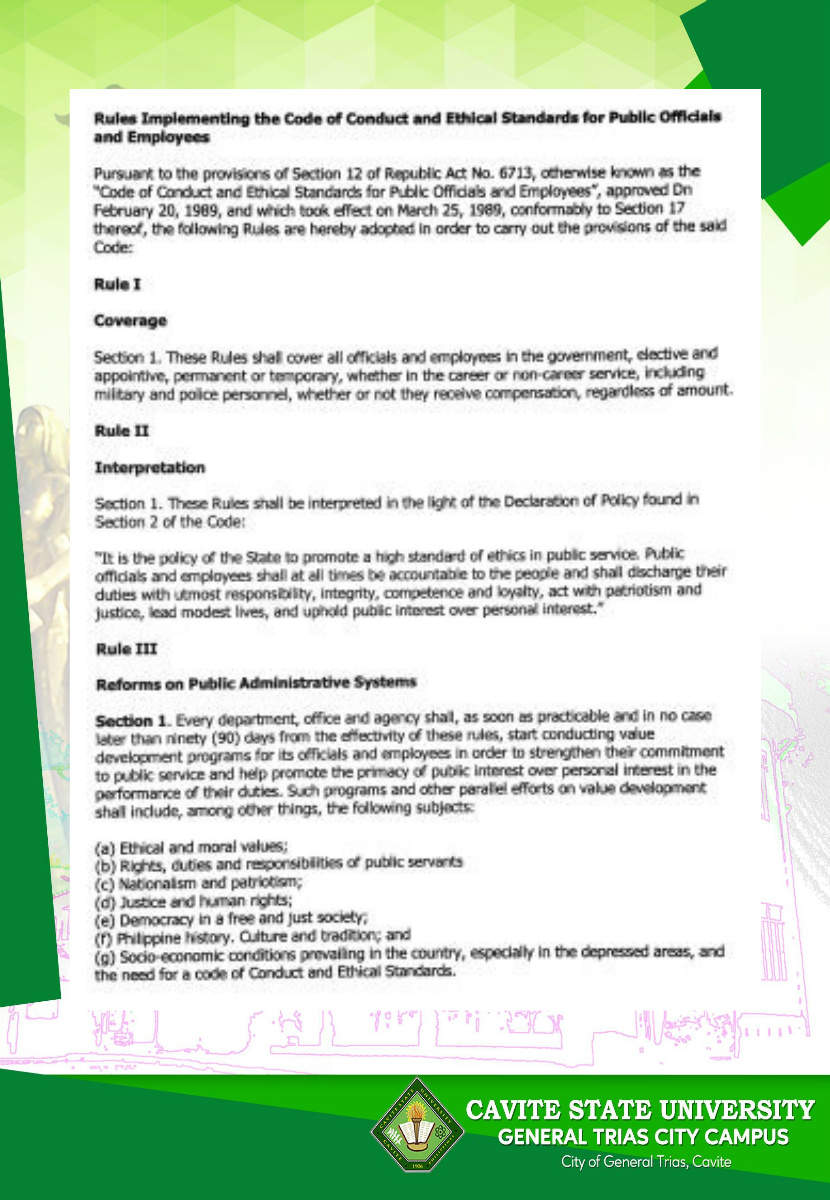 Rules Implementing the Code of Conduct and Ethical Standards for Public Officials
and Employees
Pursuant to the provisions of Section 12 of Republic Act No. 6713, otherwise known as the
"Code of Conduct and Ethical Standards for Public Officials and Employees", approved Dn
February 20, 1989, and which took effect on March 25, 1989, conformably to Section 17
thereof, the following Rules are hereby adopted in order to carry out the provisions of the said
Code:
Rule I
Coverage
Section 1. These Rules shall cover all officials and employees in the government, elective and
appointive, permanent or temporary, whether in the career or non-career service, including
military and police personnel, whether or not they receive compensation, regardless of amount.
Rule II
Interpretation
Section 1. These Rules shall be interpreted in the light of the Declaration of Policy found in
Section 2 of the Code:
"It is the policy of the State to promote a high standard of ethics in public service. Public
officials and employees shall at all times be accountable to the people and shall discharge their
duties with utmost responsibility, integrity, competence and loyalty, act with patriotism and
justice, lead modest lives, and uphold public interest over personal interest."
Rule III
Reforms on Public Administrative Systems
Section 1. Every department, office and agency shall, as soon as practicable and in no case
later than ninety (90) days from the effectivity of these rules, start conducting value
development programs for its officials and employees in order to strengthen their commitment
to public service and help promote the primacy of public interest over personal interest in the
performance of their duties. Such programs and other parallel efforts on value development
shall include, among other things, the following subjects:
(a) Ethical and moral values;
(b) Rights, duties and responsibilities of public servants
(c) Nationalism and patriotism;
(d) Justice and human rights;
(e) Democracy in a free and just society;
(f) Philippine history. Culture and tradition; and
(g) Socio-economic conditions prevailing in the country, especially in the depressed areas, and
the need for a code of Conduct and Ethical Standards.
CAVITE STATE UNIVERSITY
GENERAL TRIAS CITY CAMPUS
City of General Trias, Cavite
1906